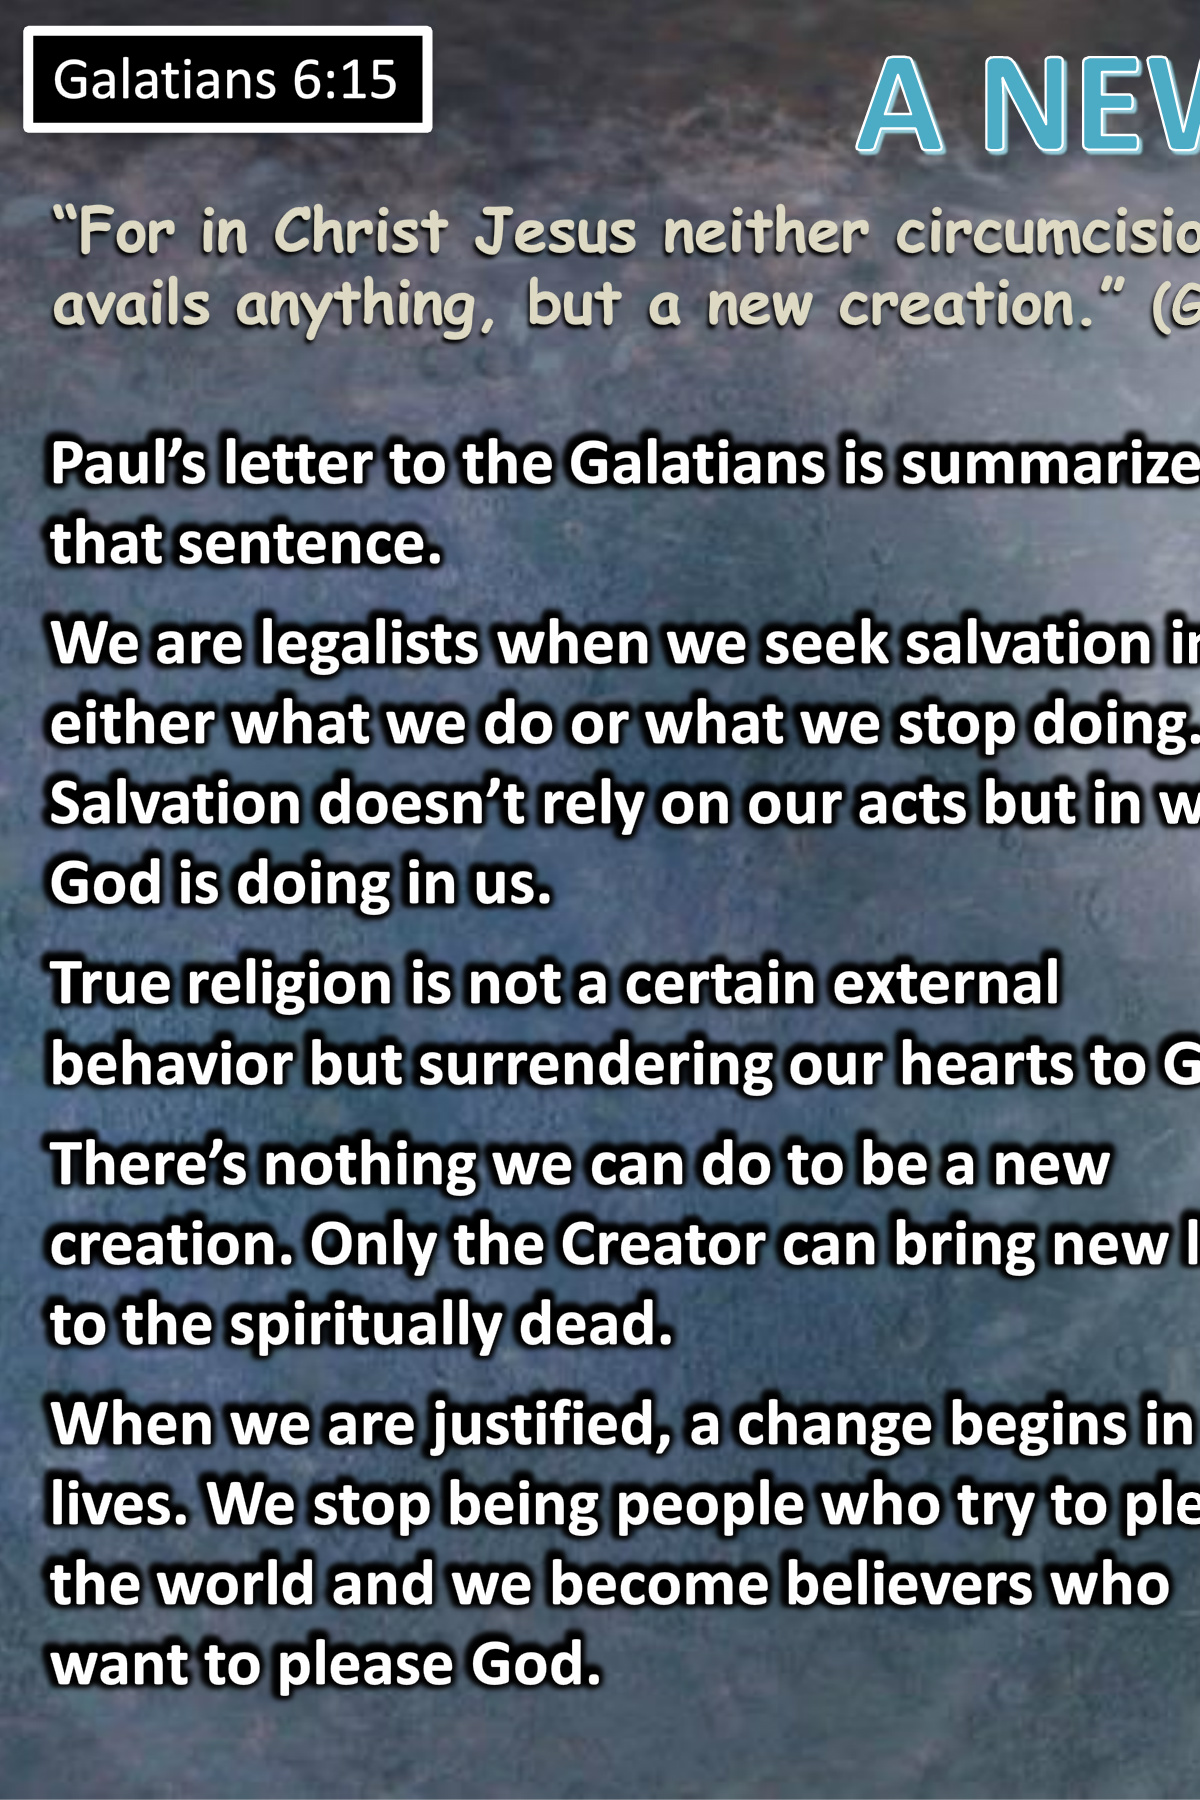 Galatians 6:15
A NEW
“For in Christ Jesus neither
avails anything, but a new creation.”
Paul’s letter to the Galatians is
that sentence.
We are legalists when we seek salvation
either what we do or what we stop doing.
Salvation doesn’t rely on our acts but in
God is doing in us.
True religion is not a certain external
behavior but surrendering our hearts to
There’s nothing we can do to be a new
creation. Only the Creator can bring new
to the spiritually dead.
When we are justified, a change begins in
lives. We stop being people who try to
the world and we become believers who
want to please God.